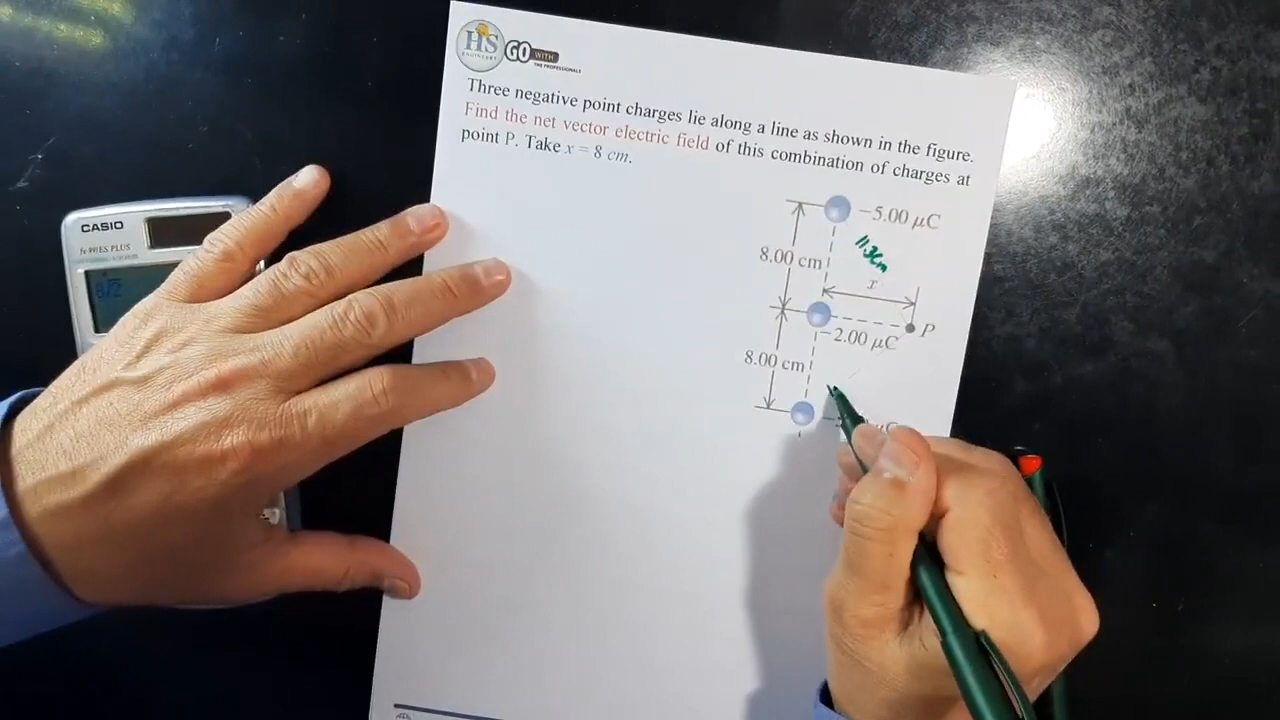 HS
ENGINEERS
GO WITH
THE PROFESSIONALS
Three negative point charges lie along a line as shown in the figure.
Find the net vector electric field of this combination of charges at
point P. Take x = 8 cm.
−5.00 μC
8.00 cm
11.3cm
x
P
−2.00 μC
8.00 cm
μC
CASIO
fx-991ES PLUS
8√2